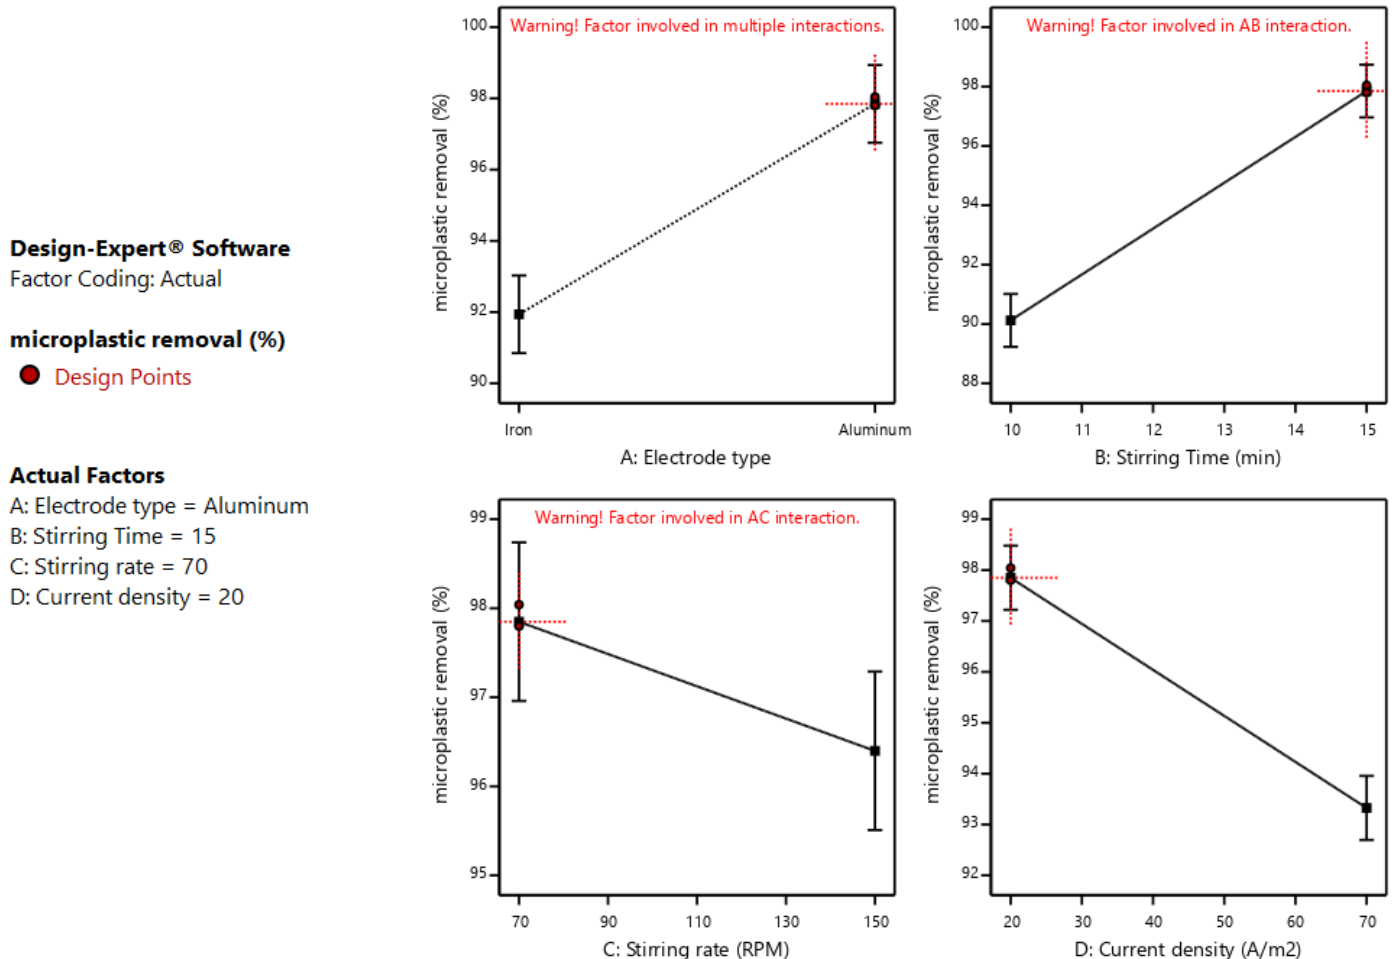 Design-Expert® Software
Factor Coding: Actual
microplastic removal (%)
Design Points
Actual Factors
A: Electrode type = Aluminum
B: Stirring Time = 15
C: Stirring rate = 70
D: Current density = 20
Warning! Factor involved in multiple interactions.
microplastic removal (%)
100
98
96
94
92
90
Iron
Aluminum
A: Electrode type
Warning! Factor involved in AB interaction.
microplastic removal (%)
100
98
96
94
92
90
88
10
11
12
13
14
15
B: Stirring Time (min)
Warning! Factor involved in AC interaction.
microplastic removal (%)
99
98
97
96
95
70
90
110
130
150
C: Stirring rate (RPM)
microplastic removal (%)
99
98
97
96
95
94
93
92
20
30
40
50
60
70
D: Current density (A/m2)